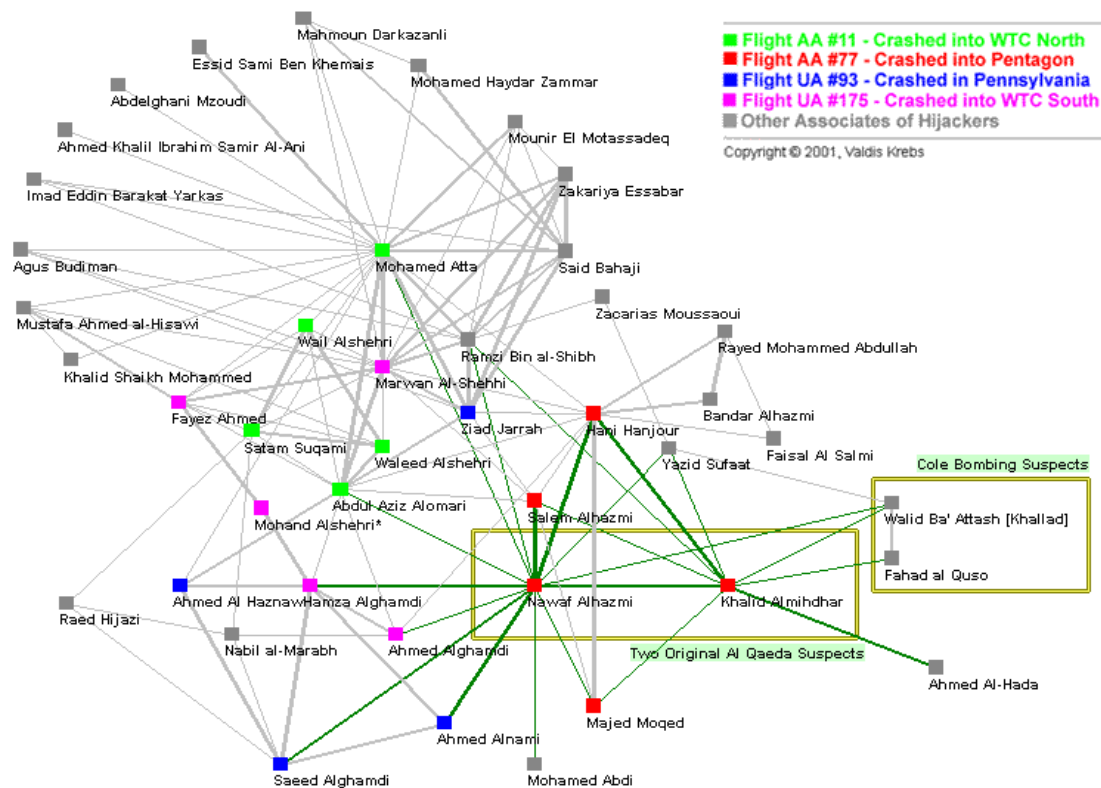 Mahmoun Darkazanli
Essid Sami Ben Khemais
Mohamed Haydar Zammar
Abdelghani Mzoudi
Mounir El Motassadeq
Ahmed Khalil Ibrahim Samir Al-Ani
Zakariya Essabar
Imad Eddin Barakat Yarkas
Flight AA #11 - Crashed into WTC North
Flight AA #77 - Crashed into Pentagon
Flight UA #93 - Crashed in Pennsylvania
Flight UA #175 - Crashed into WTC South
Other Associates of Hijackers
Copyright © 2001, Valdis Krebs
Agus Budiman
Mohamed Atta
Said Bahaji
Mustafa Ahmed al-Hisawi
Zacarias Moussaoui
Wail Alshehri
Ramzi Bin al-Shibh
Rayed Mohammed Abdullah
Khalid Shaikh Mohammed
Marwan Al-Shehhi
Fayez Ahmed
Ziad Jarrah
Hani Hanjour
Bandar Alhazmi
Satam Suqami
Waleed Alshehri
Yazid Sufaat
Faisal Al Salmi
Cole Bombing Suspects
Abdul Aziz Alomari
Mohand Alshehri*
Salem Alhazmi
Walid Ba' Attash [Khallad]
Fahad al Quso
Ahmed Al Haznawi
Hamza Alghamdi
Nawaf Alhazmi
Khalid Almihdhar
Raed Hijazi
Nabil al-Marabh
Ahmed Alghamdi
Two Original Al Qaeda Suspects
Ahmed Al-Hada
Majed Moqed
Ahmed Alnami
Saeed Alghamdi
Mohamed Abdi